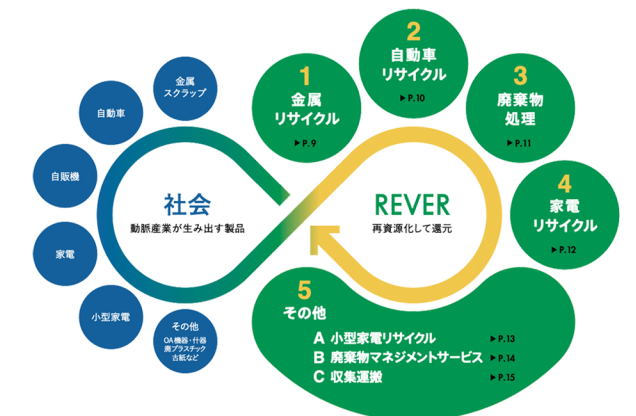 金属
スクラップ
自動車
自販機
家電
小型家電
その他
OA機器・什器
廃プラスチック
古紙など
社会
動脈産業が生み出す製品
REVER
再資源化して還元
1
金属
リサイクル
▶P.9
2
自動車
リサイクル
▶P.10
3
廃棄物
処理
▶P.11
4
家電
リサイクル
▶P.12
5
その他
A 小型家電リサイクル ▶P.13
B 廃棄物マネジメントサービス ▶P.14
C 収集運搬 ▶P.15